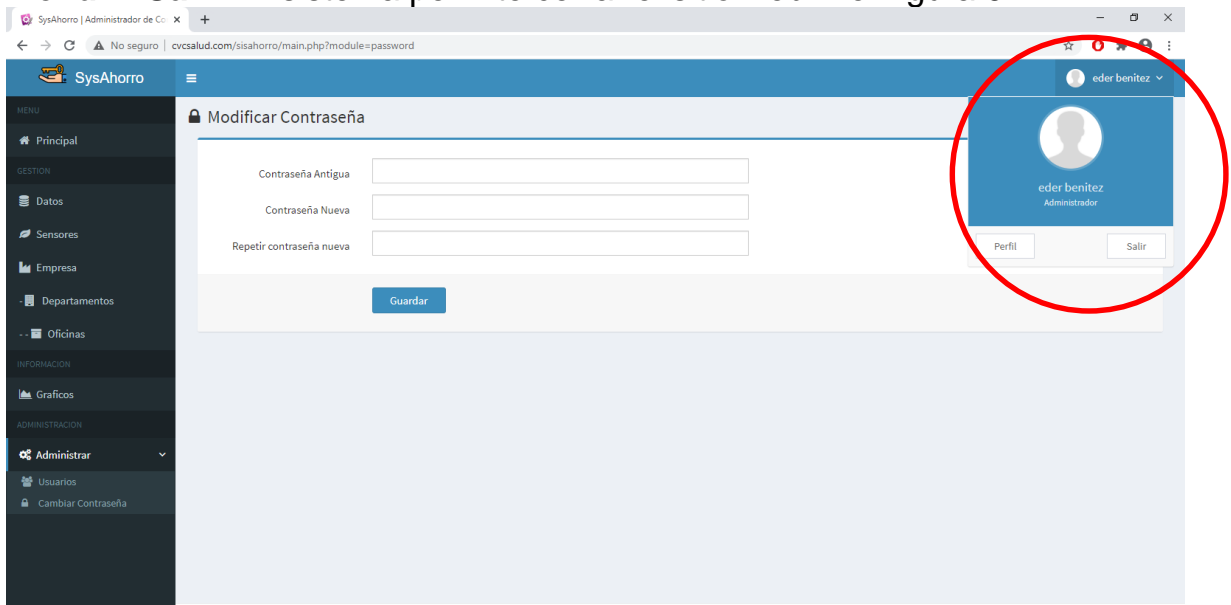 SysAhorro | Administrador de Co
No seguro | cvcsalud.com/sisahorro/main.php?module=password
SysAhorro
eder benitez
MENU
Principal
GESTION
Datos
Sensores
Empresa
- Departamentos
- - Oficinas
INFORMACION
Graficos
ADMINISTRACION
Administrar
Usuarios
Cambiar Contraseña
Modificar Contraseña
Contraseña Antigua
Contraseña Nueva
Repetir contraseña nueva
Guardar
eder benitez
Administrador
Perfil
Salir